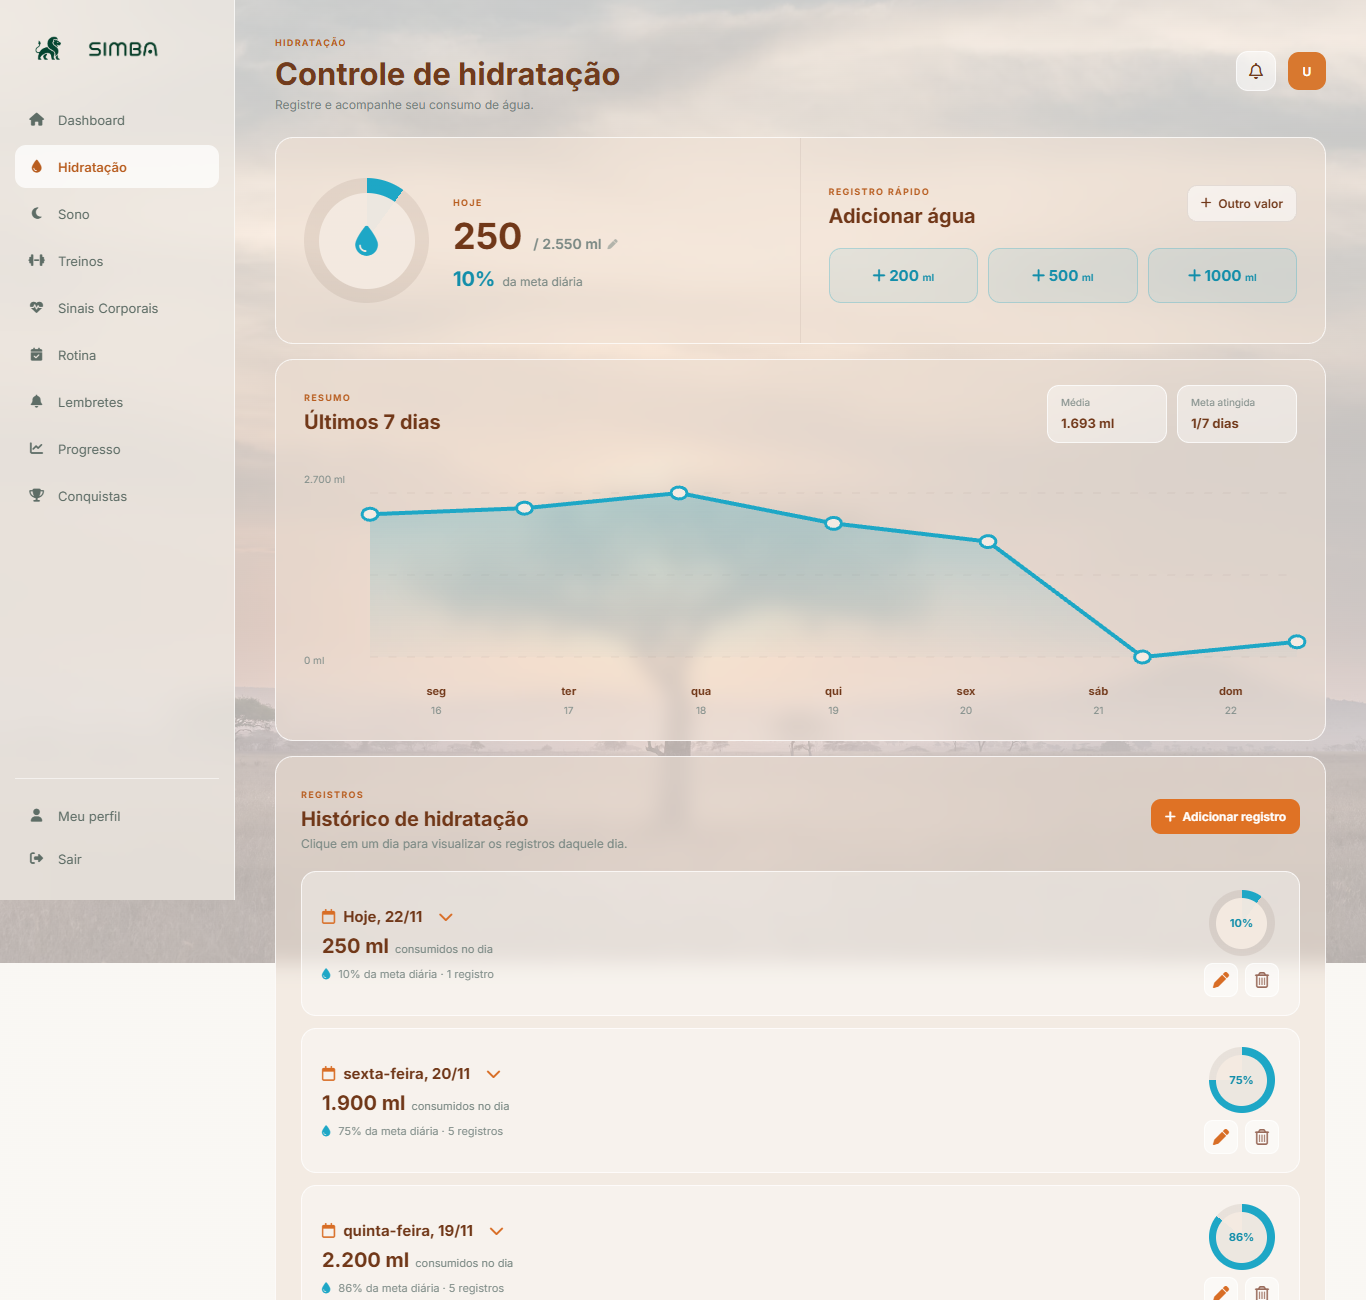 SIMBA
Dashboard
Hidratação
Sono
Treinos
Sinais Corporais
Rotina
Lembretes
Progresso
Conquistas
Meu perfil
Sair
HIDRATAÇÃO
Controle de hidratação
Registre e acompanhe seu consumo de água.
U
HOJE
250 / 2.550 ml
10% da meta diária
REGISTRO RÁPIDO
Adicionar água
+ Outro valor
+ 200 ml
+ 500 ml
+ 1000 ml
RESUMO
Últimos 7 dias
Média
1.693 ml
Meta atingida
1/7 dias
2.700 ml
0 ml
seg ter qua qui sex sáb dom
16 17 18 19 20 21 22
REGISTROS
Histórico de hidratação
Clique em um dia para visualizar os registros daquele dia.
+ Adicionar registro
Hoje, 22/11
250 ml consumidos no dia
10% da meta diária · 1 registro
10%
sexta-feira, 20/11
1.900 ml consumidos no dia
75% da meta diária · 5 registros
75%
quinta-feira, 19/11
2.200 ml consumidos no dia
86% da meta diária · 5 registros
86%